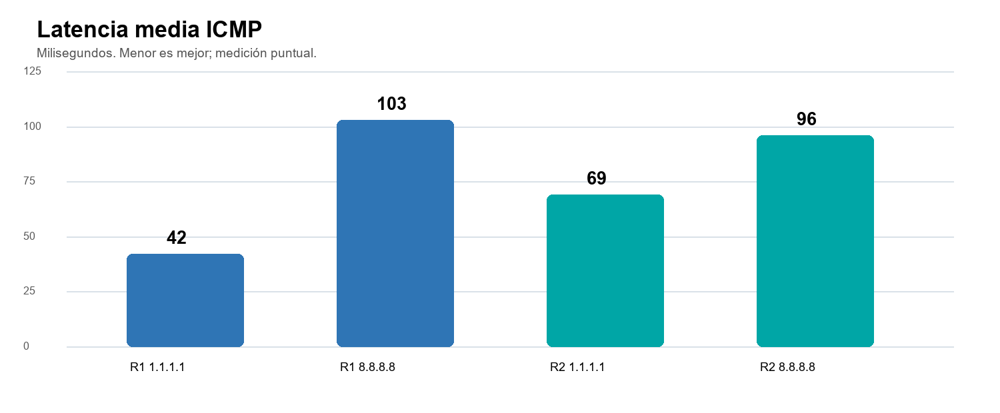 Latencia media ICMP
Milisegundos. Menor es mejor; medición puntual.
125
103
100
96
75
69
50
42
25
0
R1 1.1.1.1
R1 8.8.8.8
R2 1.1.1.1
R2 8.8.8.8